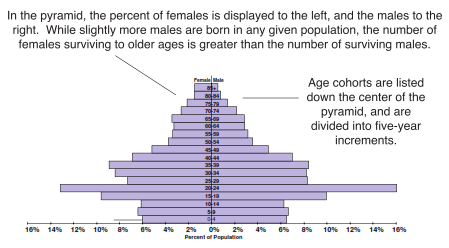 In the pyramid, the percent of females is displayed to the left, and the males to the
right. While slightly more males are born in any given population, the number of
females surviving to older ages is greater than the number of surviving males.
Age cohorts are listed
down the center of the
pyramid, and are
divided into five-year
increments.
Female Male
85+
80-84
75-79
70-74
65-69
60-64
55-59
50-54
45-49
40-44
35-39
30-34
25-29
20-24
15-19
10-14
5-9
0-4
16% 14% 12% 10% 8% 6% 4% 2% 0% 2% 4% 6% 8% 10% 12% 14% 16%
Percent of Population